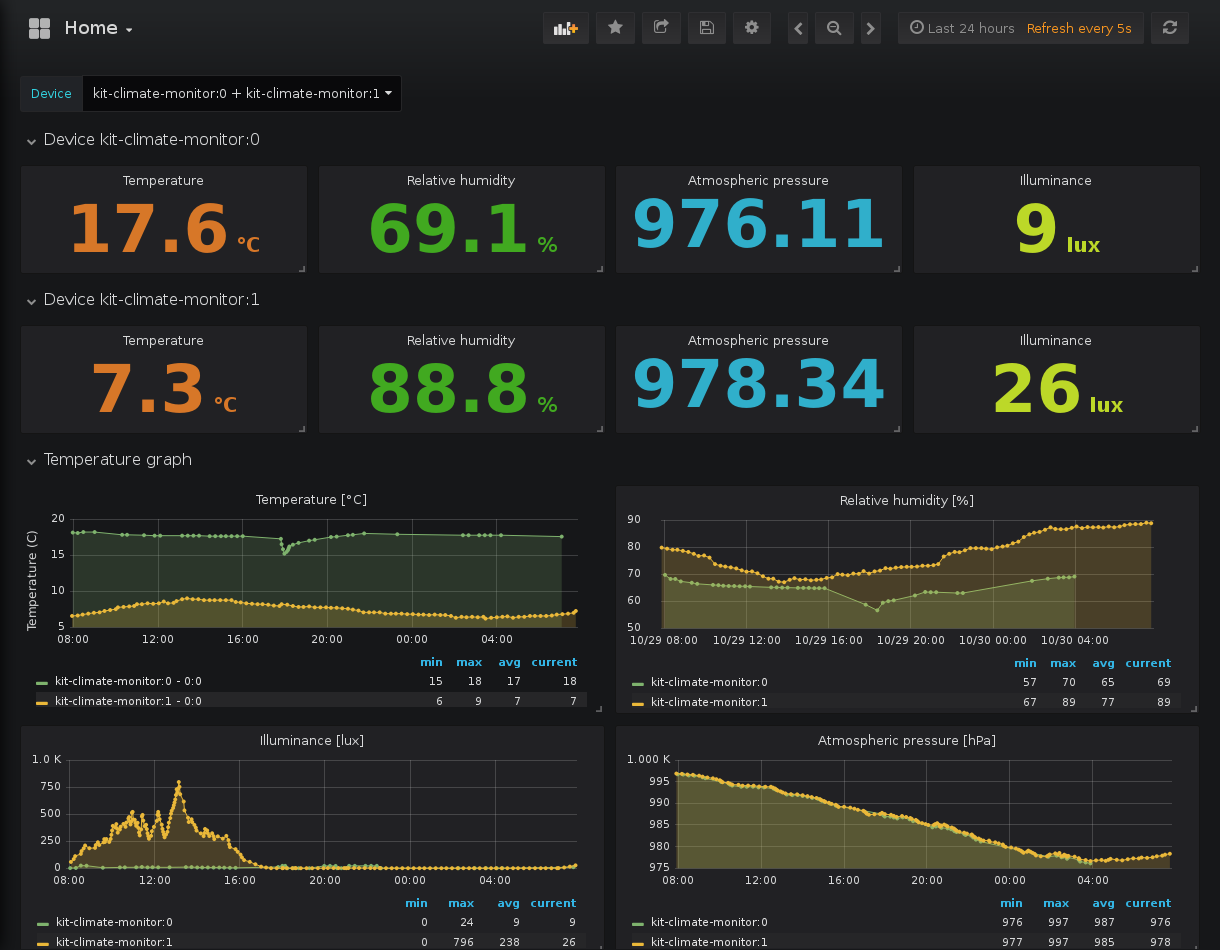 Home
Last 24 hours Refresh every 5s
Device kit-climate-monitor:0 + kit-climate-monitor:1
Device kit-climate-monitor:0
Temperature
17.6 °C
Relative humidity
69.1 %
Atmospheric pressure
976.11
Illuminance
9 lux
Device kit-climate-monitor:1
Temperature
7.3 °C
Relative humidity
88.8 %
Atmospheric pressure
978.34
Illuminance
26 lux
Temperature graph
Temperature [°C]
Temperature (C)
20
15
10
5
08:00 12:00 16:00 20:00 00:00 04:00
min max avg current
kit-climate-monitor:0 - 0:0 15 18 17 18
kit-climate-monitor:1 - 0:0 6 9 7 7
Relative humidity [%]
90
80
70
60
50
10/29 08:00 10/29 12:00 10/29 16:00 10/29 20:00 10/30 00:00 10/30 04:00
min max avg current
kit-climate-monitor:0 57 70 65 69
kit-climate-monitor:1 67 89 77 89
Illuminance [lux]
1.0 K
750
500
250
0
08:00 12:00 16:00 20:00 00:00 04:00
min max avg current
kit-climate-monitor:0 0 24 9 9
kit-climate-monitor:1 0 796 238 26
Atmospheric pressure [hPa]
1.000 K
995
990
985
980
975
08:00 12:00 16:00 20:00 00:00 04:00
min max avg current
kit-climate-monitor:0 976 997 987 976
kit-climate-monitor:1 977 997 985 978